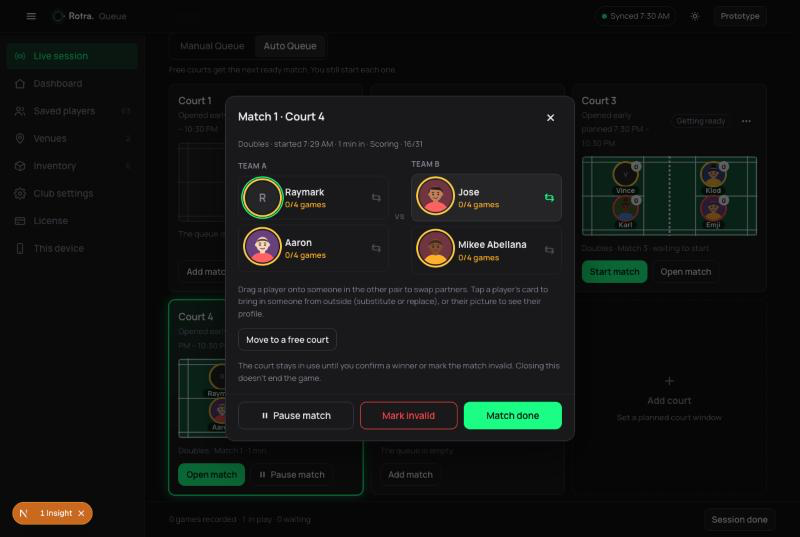 Rotra. Queue
Synced 7:30 AM
Prototype
Live session
Dashboard
Saved players
Venues 2
Inventory
Club settings
License
This device
Manual Queue
Auto Queue
Free courts get the next ready match. You still start each one.
Court 1
Opened early
– 10:30 PM
The queue is
Add match
Court 3
Opened early
planned 7:30 PM –
10:30 PM
Getting ready
Vince
Kled
Karl
Emji
0
0
0
0
Doubles · Match 3 · waiting to start
Start match
Open match
Match 1 · Court 4
Doubles · started 7:29 AM · 1 min in · Scoring · 16/31
TEAM A
R
Raymark
0/4 games
Aaron
0/4 games
VS
TEAM B
Jose
0/4 games
Mikee Abellana
0/4 games
Drag a player onto someone in the other pair to swap partners. Tap a player's card to
bring in someone from outside (substitute or replace), or their picture to see their
profile.
Move to a free court
The court stays in use until you confirm a winner or mark the match invalid. Closing this
doesn't end the game.
Pause match
Mark invalid
Match done
Court 4
Opened early
PM – 10:30 P
Raym
Aar
Doubles · Match 1 · 1 min
Open match
Pause match
The queue is empty.
Add match
Add court
Set a planned court window
N 1 Insight
0 games recorded · 1 in play · 0 waiting
Session done